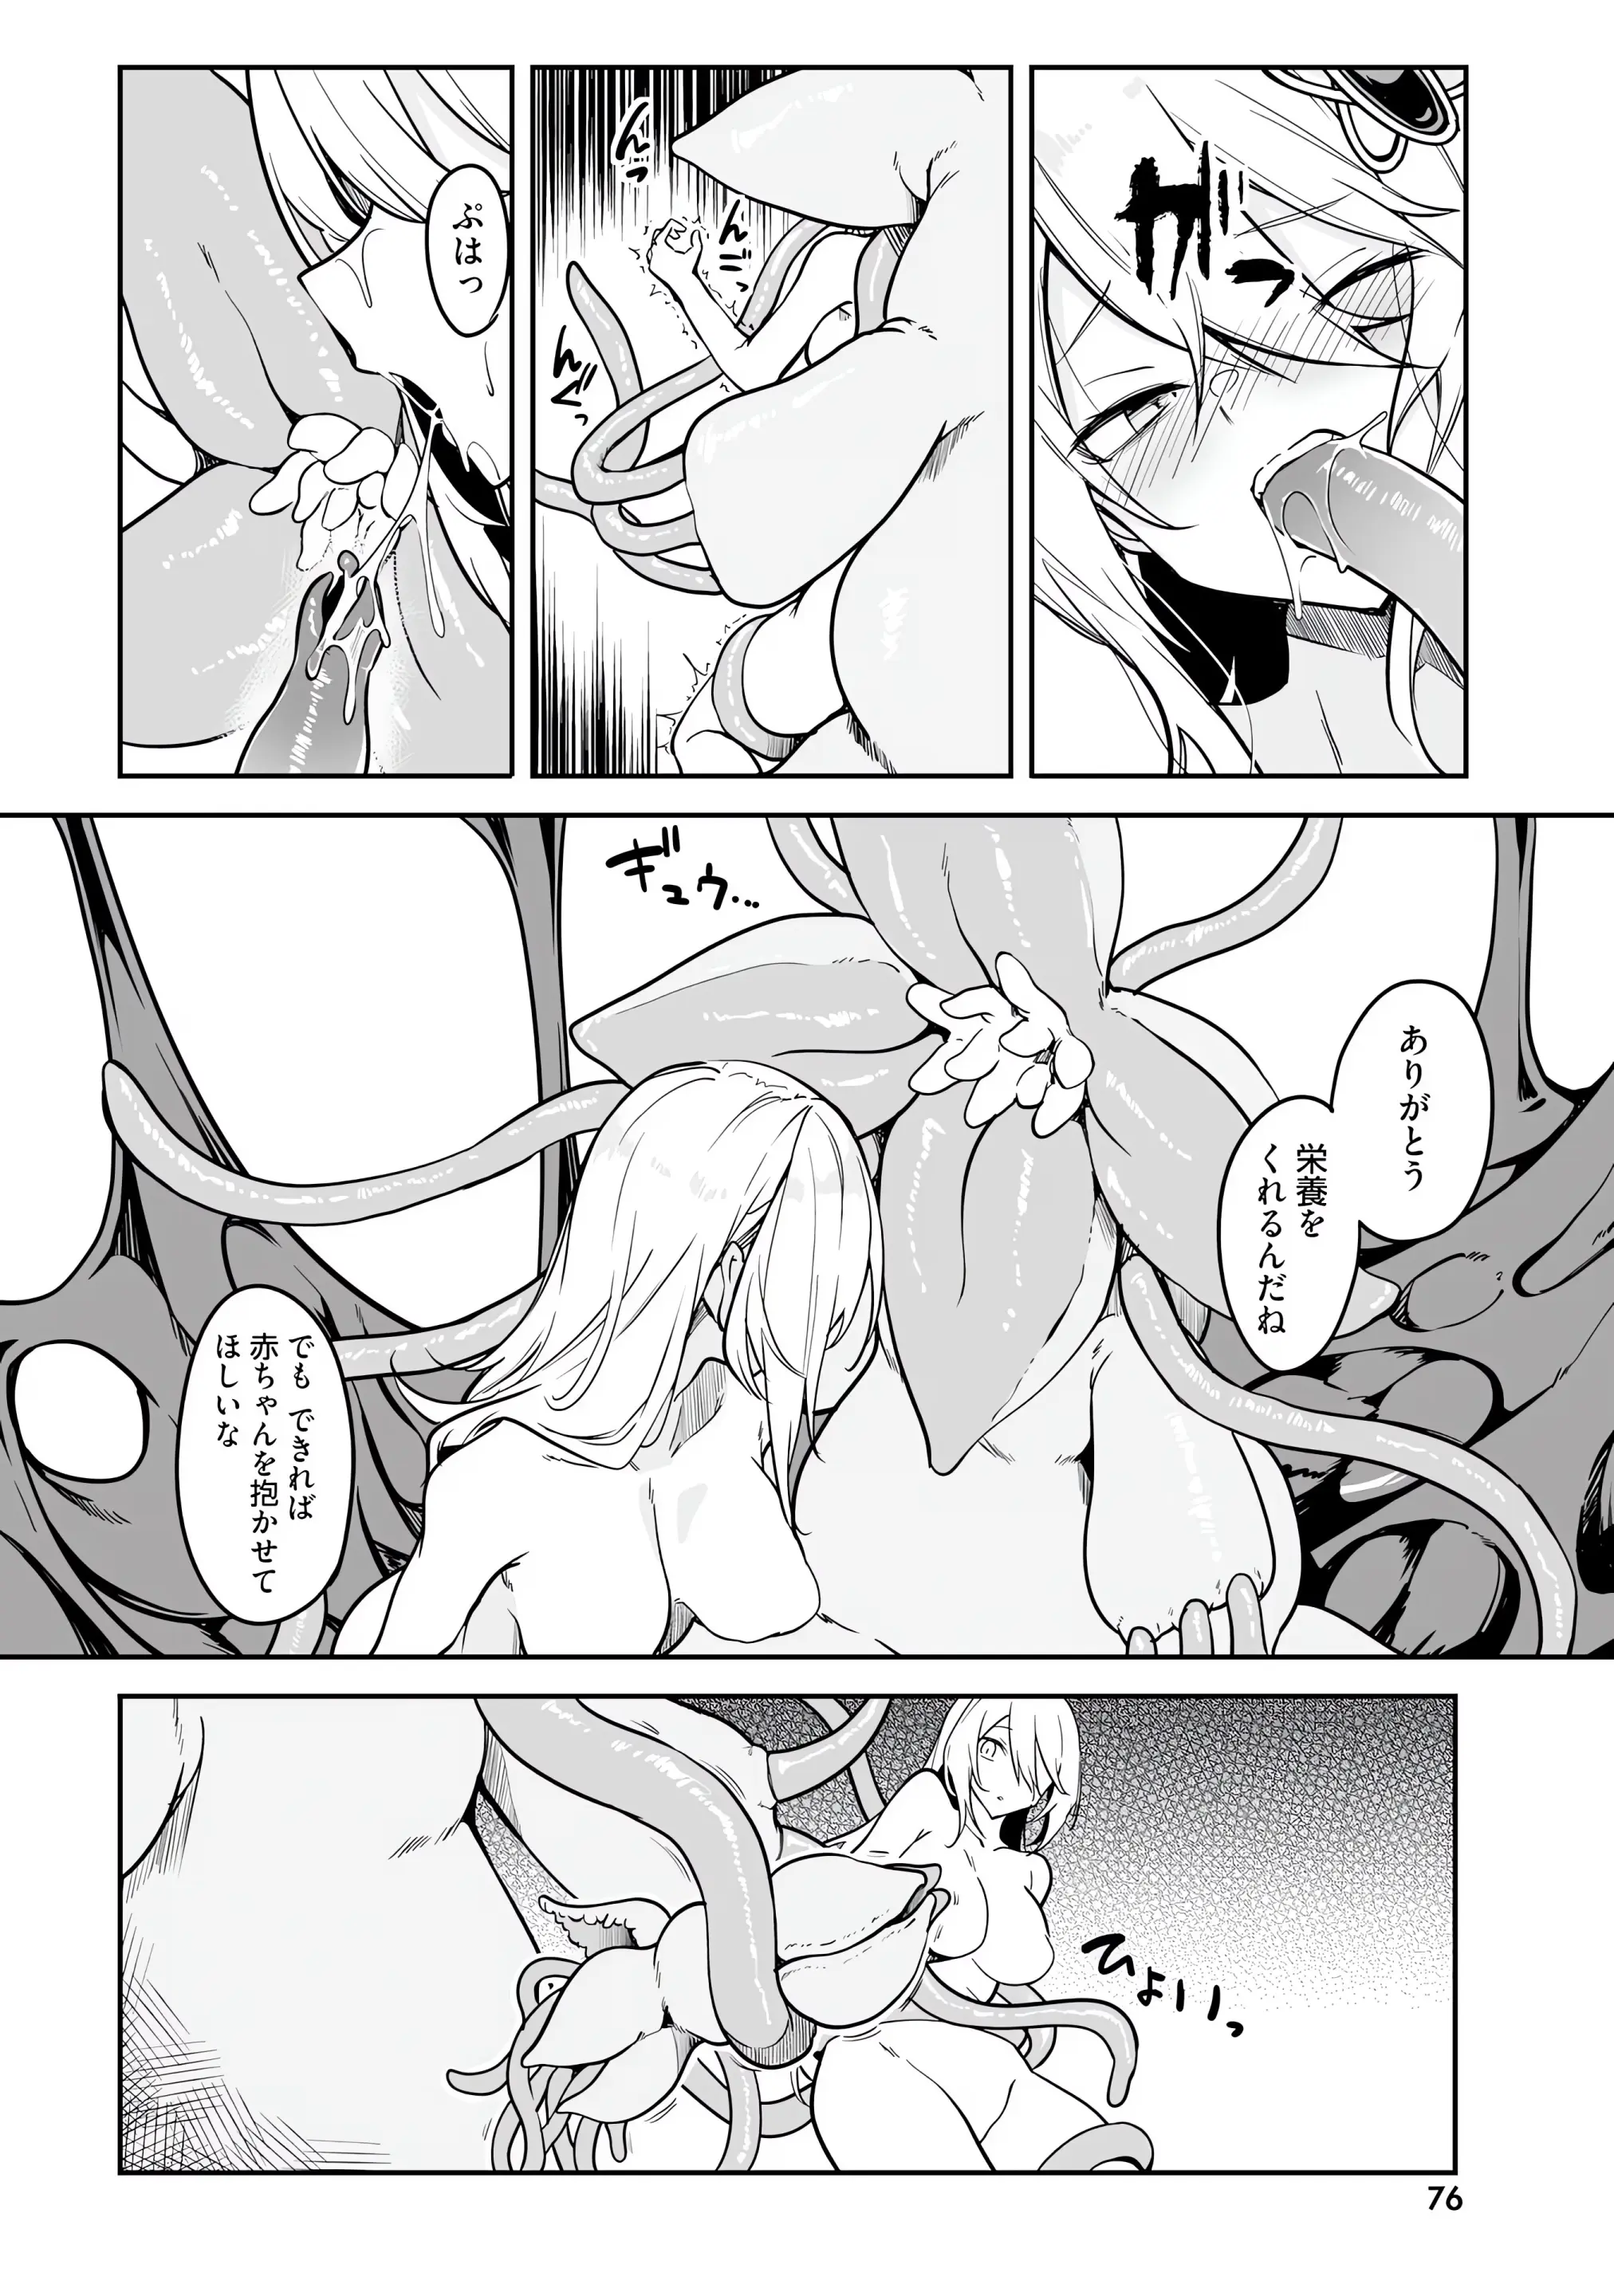 ガッ
んっ
んっ
んぐっ
ぷはっ
ギュウ…
ありがとう
栄養を
くれるんだね
でも できれば
赤ちゃんを抱かせて
ほしいな
ひょいっ
76